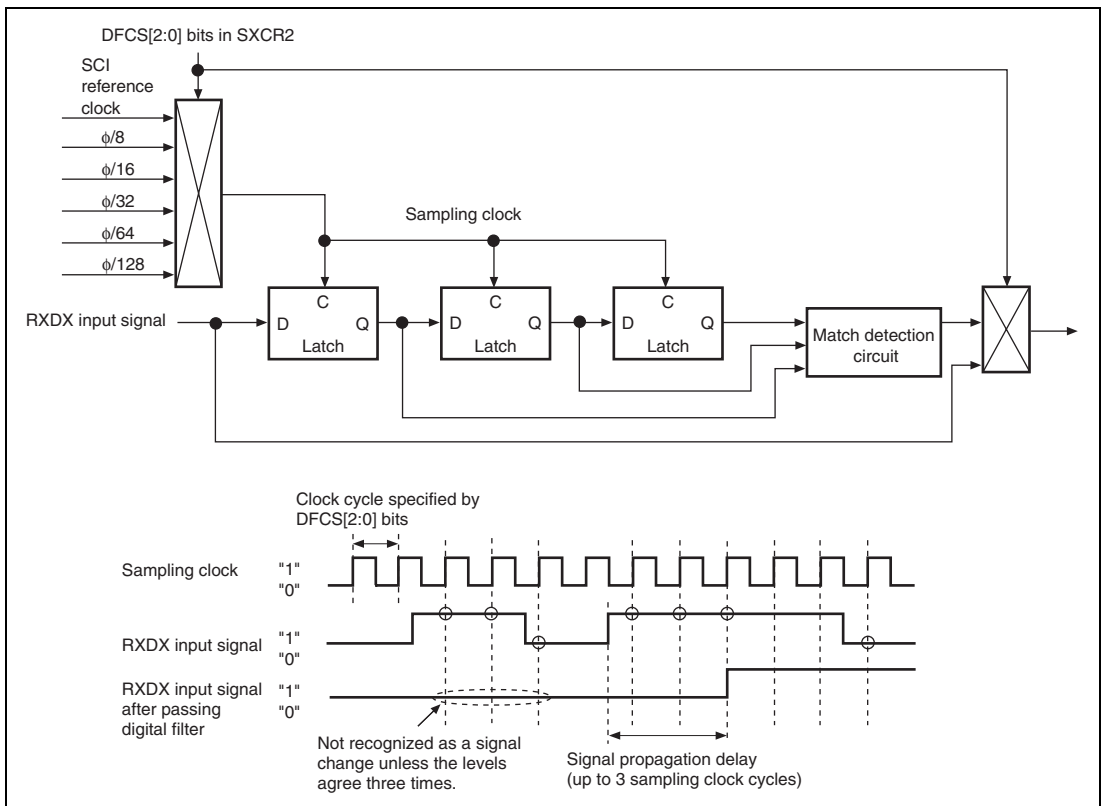 DFCS[2:0] bits in SXCR2
SCI
reference
clock
ϕ/8
ϕ/16
ϕ/32
ϕ/64
ϕ/128
Sampling clock
RXDX input signal
C
D
Q
Latch
C
D
Q
Latch
C
D
Q
Latch
Match detection
circuit
Clock cycle specified by
DFCS[2:0] bits
Sampling clock
"1"
"0"
RXDX input signal
"1"
"0"
RXDX input signal
after passing
digital filter
"1"
"0"
Not recognized as a signal
change unless the levels
agree three times.
Signal propagation delay
(up to 3 sampling clock cycles)